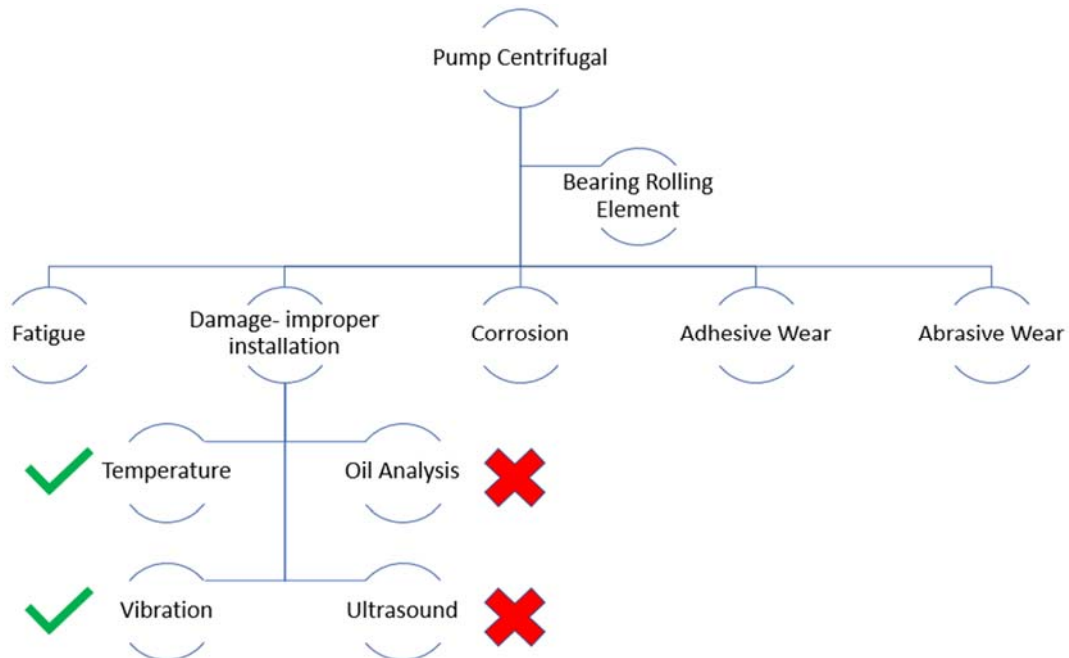 Pump Centrifugal
Bearing Rolling
Element
Fatigue
Damage- improper
installation
Corrosion
Adhesive Wear
Abrasive Wear
Temperature
Oil Analysis
Vibration
Ultrasound